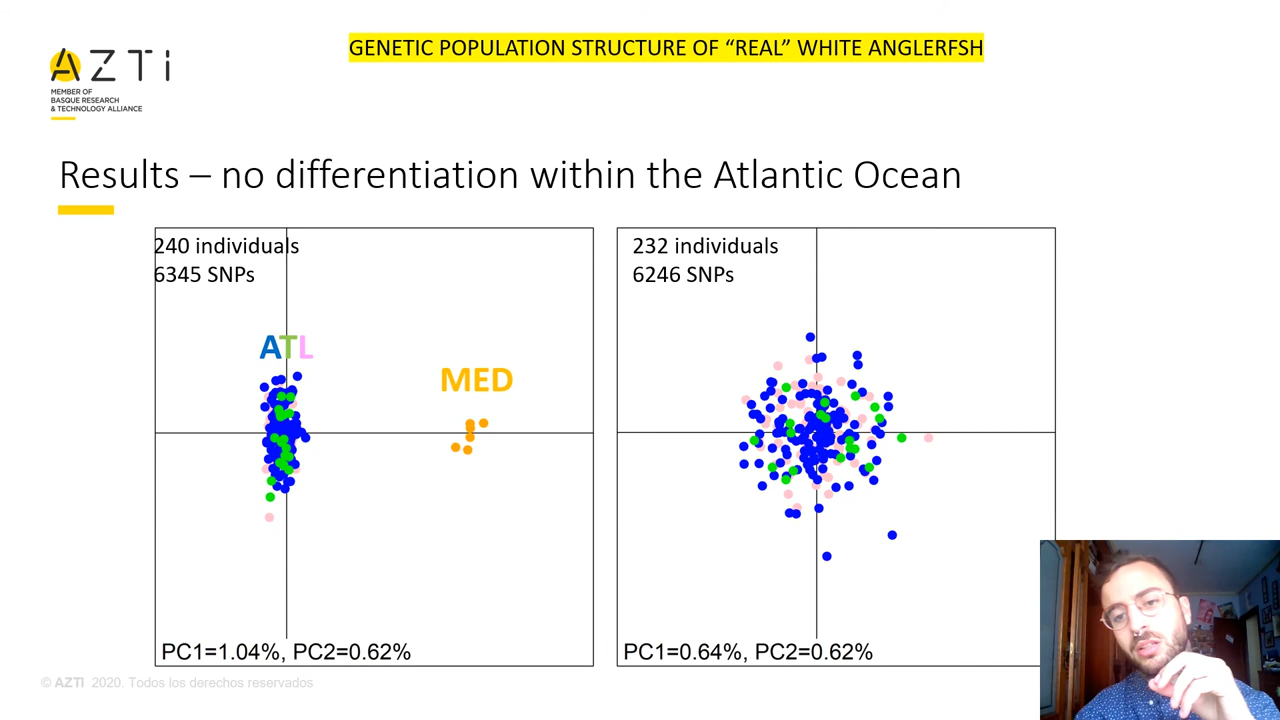 GENETIC POPULATION STRUCTURE OF “REAL” WHITE ANGLERFSH
AZTi
MEMBER OF
BASQUE RESEARCH
& TECHNOLOGY ALLIANCE
Results – no differentiation within the Atlantic Ocean
240 individuals
6345 SNPs
ATL
MED
PC1=1.04%, PC2=0.62%
232 individuals
6246 SNPs
PC1=0.64%, PC2=0.62%
© AZTI 2020. Todos los derechos reservados